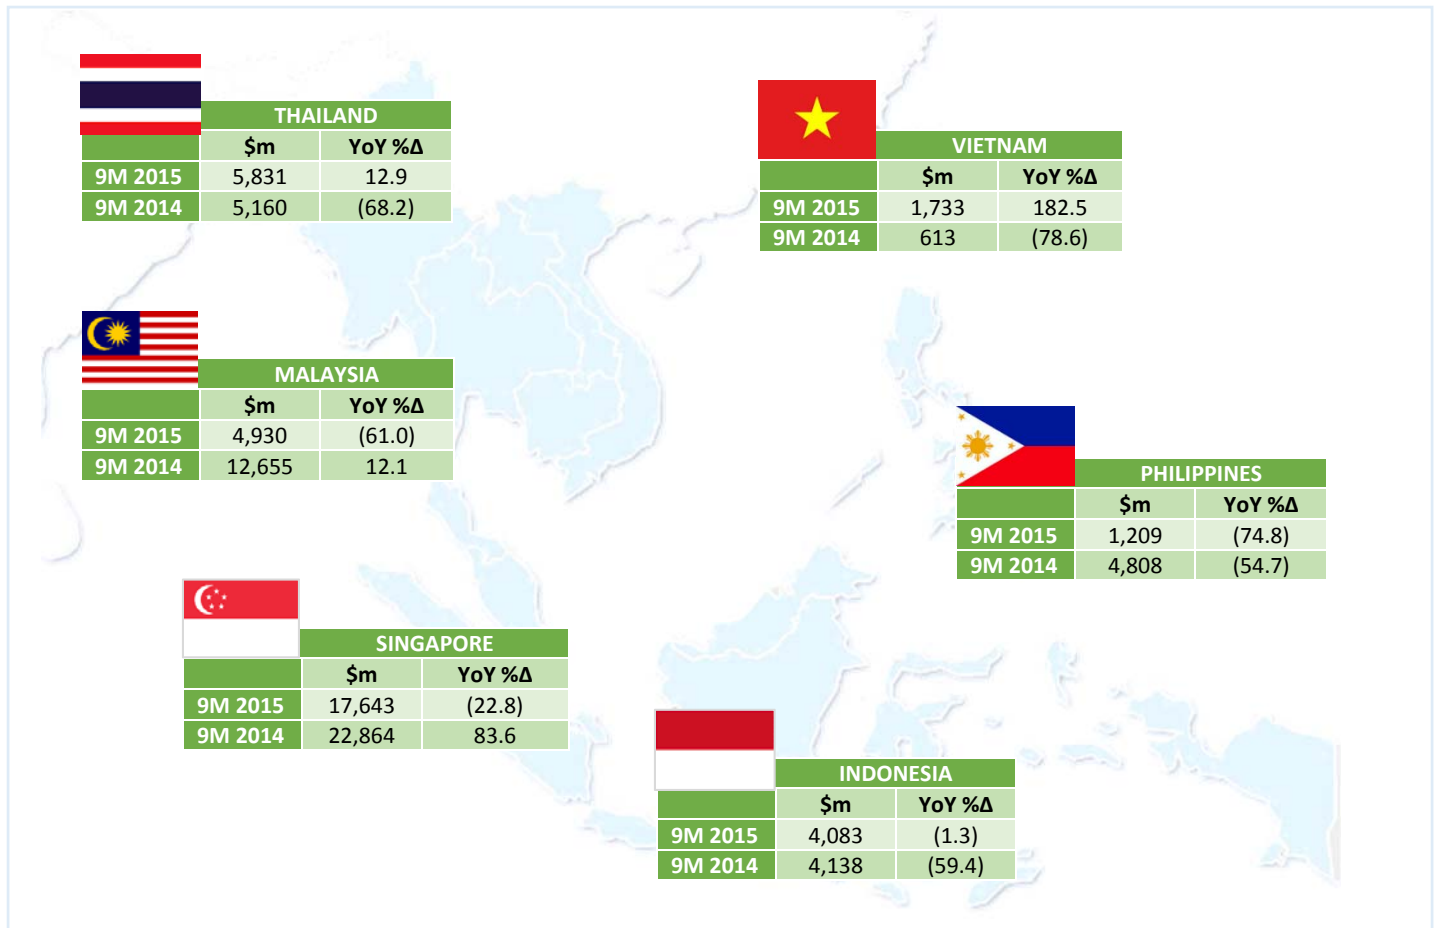 THAILAND
$m YoY %Δ
9M 2015 5,831 12.9
9M 2014 5,160 (68.2)
VIETNAM
$m YoY %Δ
9M 2015 1,733 182.5
9M 2014 613 (78.6)
MALAYSIA
$m YoY %Δ
9M 2015 4,930 (61.0)
9M 2014 12,655 12.1
PHILIPPINES
$m YoY %Δ
9M 2015 1,209 (74.8)
9M 2014 4,808 (54.7)
SINGAPORE
$m YoY %Δ
9M 2015 17,643 (22.8)
9M 2014 22,864 83.6
INDONESIA
$m YoY %Δ
9M 2015 4,083 (1.3)
9M 2014 4,138 (59.4)